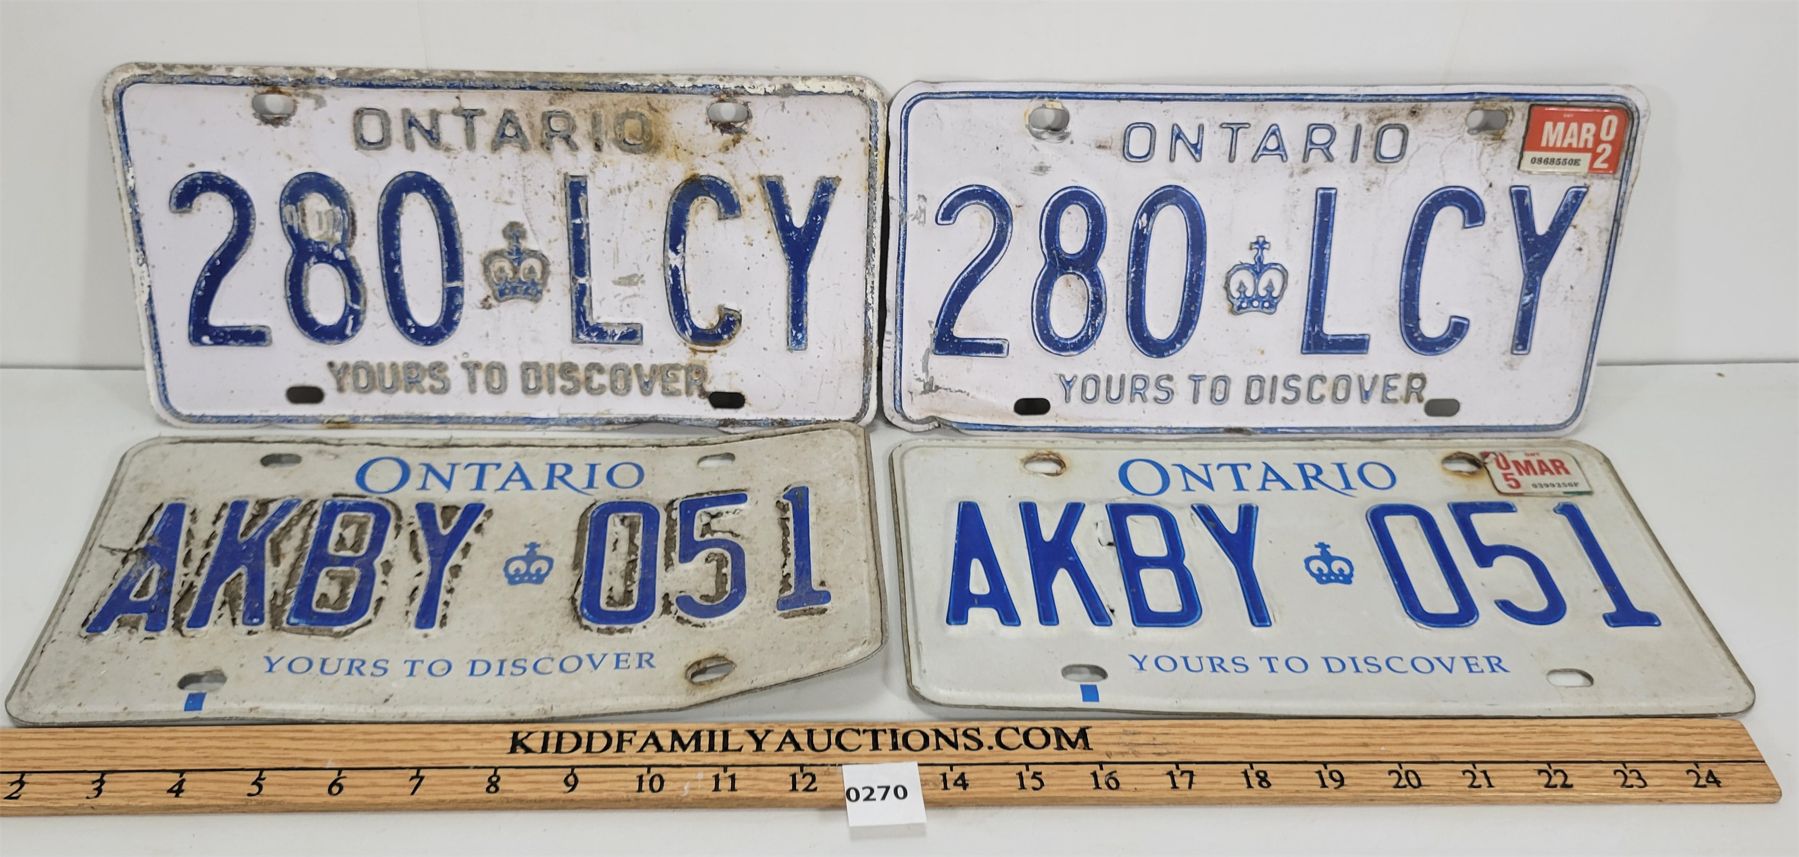 ONTARIO
280 LCY
YOURS TO DISCOVER
ONTARIO
MAR 02
0868550E
280 LCY
YOURS TO DISCOVER
ONTARIO
AKBY 051
YOURS TO DISCOVER
ONTARIO
05 MAR
AKBY 051
YOURS TO DISCOVER
KIDDFAMILYAUCTIONS.COM
2 3 4 5 6 7 8 9 10 11 12 14 15 16 17 18 19 20 21 22 23 24
0270